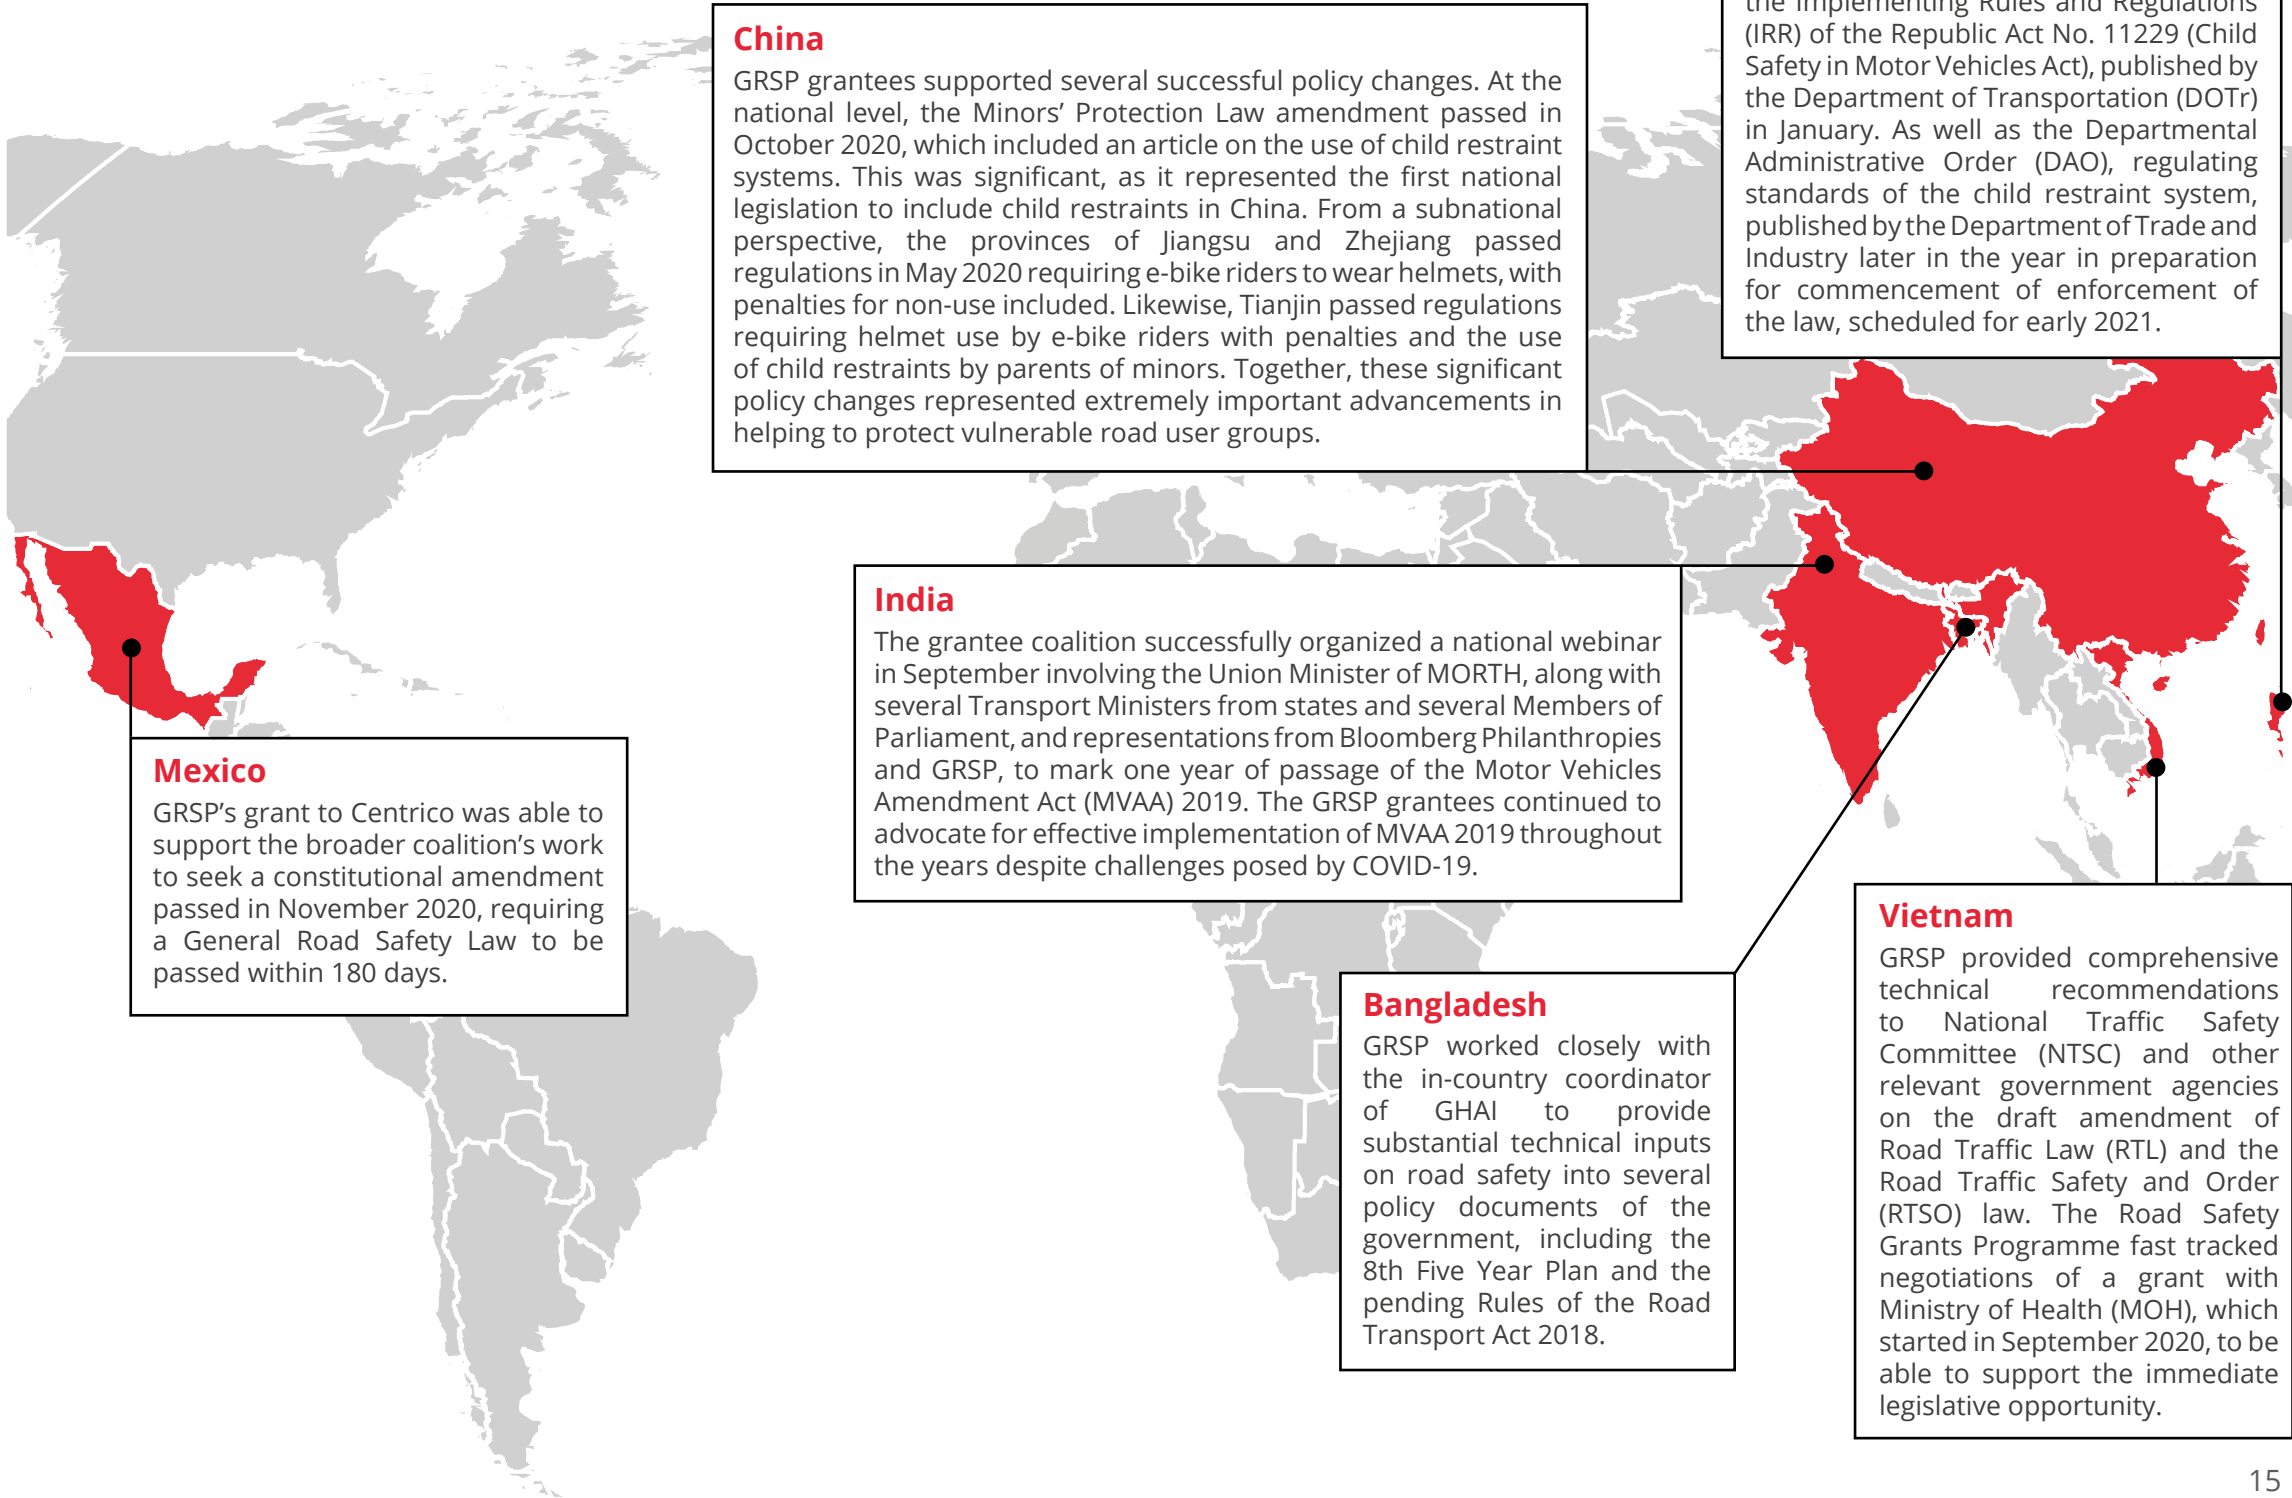 China
GRSP grantees supported several successful policy changes. At the
national level, the Minors’ Protection Law amendment passed in
October 2020, which included an article on the use of child restraint
systems. This was significant, as it represented the first national
legislation to include child restraints in China. From a subnational
perspective, the provinces of Jiangsu and Zhejiang passed
regulations in May 2020 requiring e-bike riders to wear helmets, with
penalties for non-use included. Likewise, Tianjin passed regulations
requiring helmet use by e-bike riders with penalties and the use
of child restraints by parents of minors. Together, these significant
policy changes represented extremely important advancements in
helping to protect vulnerable road user groups.
the Implementing Rules and Regulations
(IRR) of the Republic Act No. 11229 (Child
Safety in Motor Vehicles Act), published by
the Department of Transportation (DOTr)
in January. As well as the Departmental
Administrative Order (DAO), regulating
standards of the child restraint system,
published by the Department of Trade and
Industry later in the year in preparation
for commencement of enforcement of
the law, scheduled for early 2021.
India
The grantee coalition successfully organized a national webinar
in September involving the Union Minister of MORTH, along with
several Transport Ministers from states and several Members of
Parliament, and representations from Bloomberg Philanthropies
and GRSP, to mark one year of passage of the Motor Vehicles
Amendment Act (MVAA) 2019. The GRSP grantees continued to
advocate for effective implementation of MVAA 2019 throughout
the years despite challenges posed by COVID-19.
Mexico
GRSP’s grant to Centrico was able to
support the broader coalition’s work
to seek a constitutional amendment
passed in November 2020, requiring
a General Road Safety Law to be
passed within 180 days.
Bangladesh
GRSP worked closely with
the in-country coordinator
of GHAI to provide
substantial technical inputs
on road safety into several
policy documents of the
government, including the
8th Five Year Plan and the
pending Rules of the Road
Transport Act 2018.
Vietnam
GRSP provided comprehensive
technical recommendations
to National Traffic Safety
Committee (NTSC) and other
relevant government agencies
on the draft amendment of
Road Traffic Law (RTL) and the
Road Traffic Safety and Order
(RTSO) law. The Road Safety
Grants Programme fast tracked
negotiations of a grant with
Ministry of Health (MOH), which
started in September 2020, to be
able to support the immediate
legislative opportunity.
15